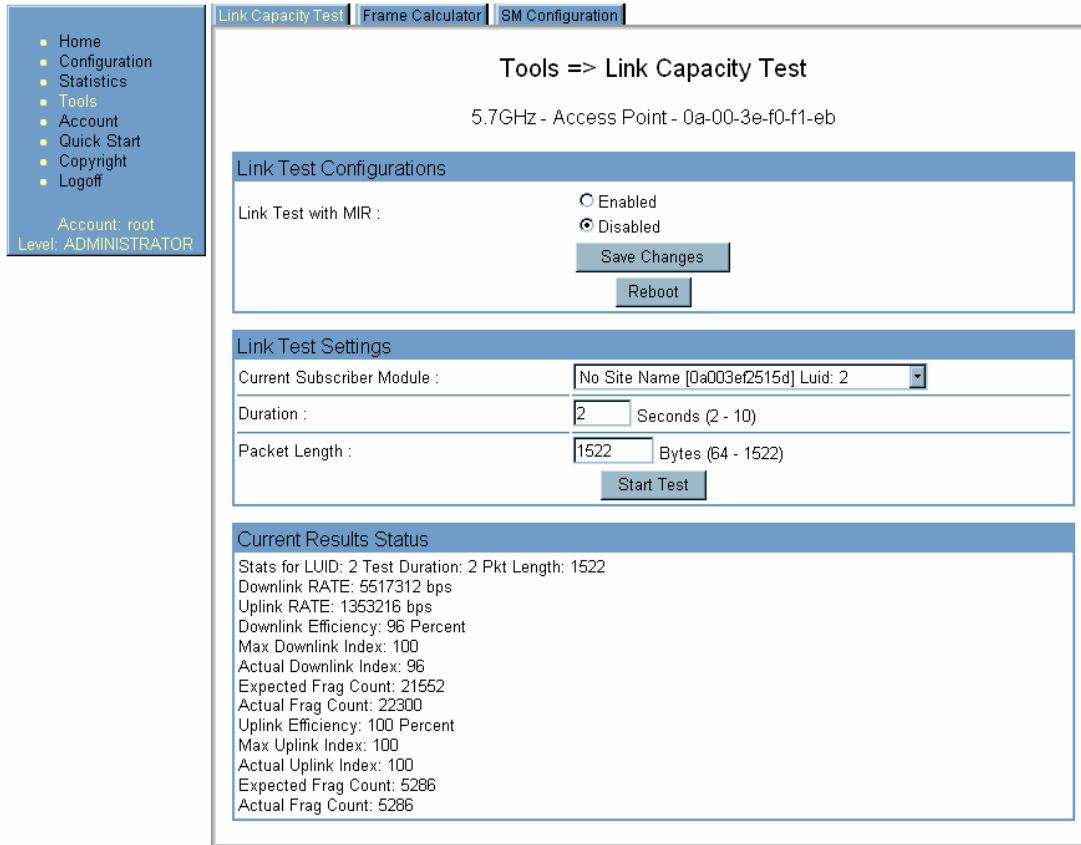 Link Capacity Test Frame Calculator SM Configuration
Home
Configuration
Statistics
Tools
Account
Quick Start
Copyright
Logoff
Account: root
Level: ADMINISTRATOR
Tools => Link Capacity Test
5.7GHz - Access Point - 0a-00-3e-f0-f1-eb
Link Test Configurations
Link Test with MIR :
Enabled
Disabled
Save Changes
Reboot
Link Test Settings
Current Subscriber Module : No Site Name [0a003ef2515d] Luid: 2
Duration : 2 Seconds (2 - 10)
Packet Length : 1522 Bytes (64 - 1522)
Start Test
Current Results Status
Stats for LUID: 2 Test Duration: 2 Pkt Length: 1522
Downlink RATE: 5517312 bps
Uplink RATE: 1353216 bps
Downlink Efficiency: 96 Percent
Max Downlink Index: 100
Actual Downlink Index: 96
Expected Frag Count: 21552
Actual Frag Count: 22300
Uplink Efficiency: 100 Percent
Max Uplink Index: 100
Actual Uplink Index: 100
Expected Frag Count: 5286
Actual Frag Count: 5286